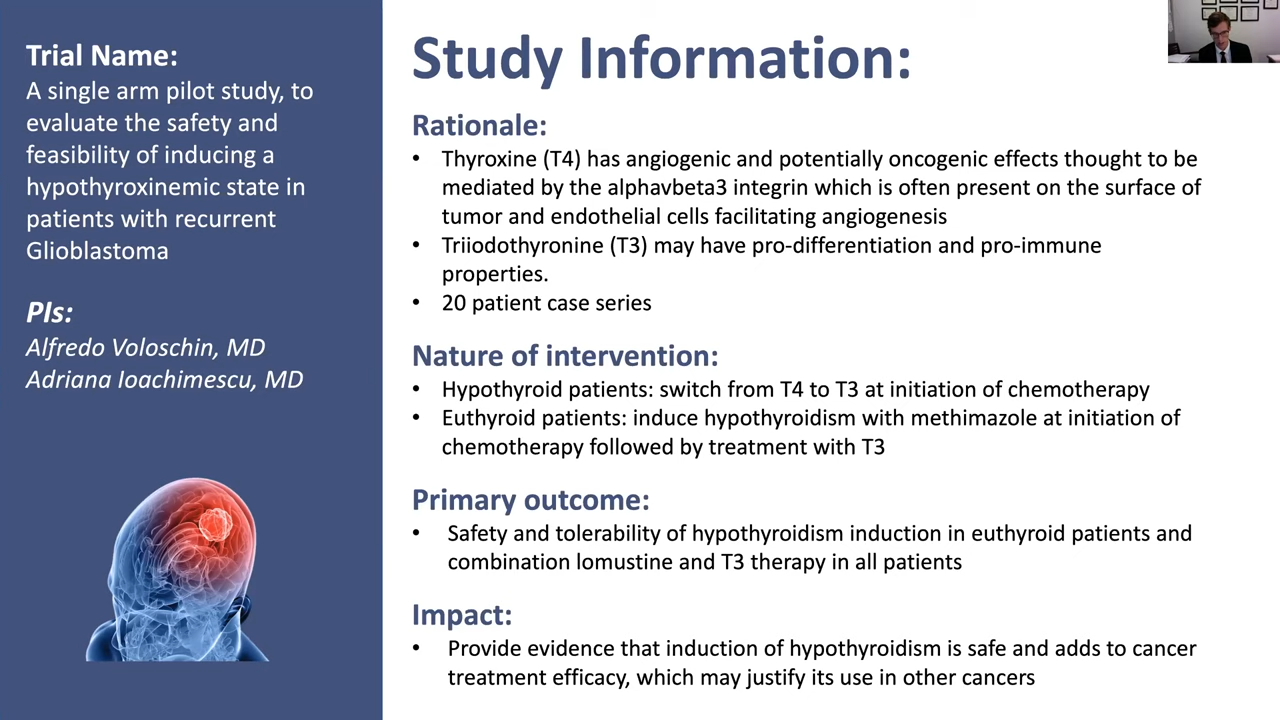 Trial Name:
A single arm pilot study, to
evaluate the safety and
feasibility of inducing a
hypothyroxinemic state in
patients with recurrent
Glioblastoma
PIs:
Alfredo Voloschin, MD
Adriana Ioachimescu, MD
Study Information:
Rationale:
• Thyroxine (T4) has angiogenic and potentially oncogenic effects thought to be
mediated by the alphavbeta3 integrin which is often present on the surface of
tumor and endothelial cells facilitating angiogenesis
• Triiodothyronine (T3) may have pro-differentiation and pro-immune
properties.
• 20 patient case series
Nature of intervention:
• Hypothyroid patients: switch from T4 to T3 at initiation of chemotherapy
• Euthyroid patients: induce hypothyroidism with methimazole at initiation of
chemotherapy followed by treatment with T3
Primary outcome:
• Safety and tolerability of hypothyroidism induction in euthyroid patients and
combination lomustine and T3 therapy in all patients
Impact:
• Provide evidence that induction of hypothyroidism is safe and adds to cancer
treatment efficacy, which may justify its use in other cancers